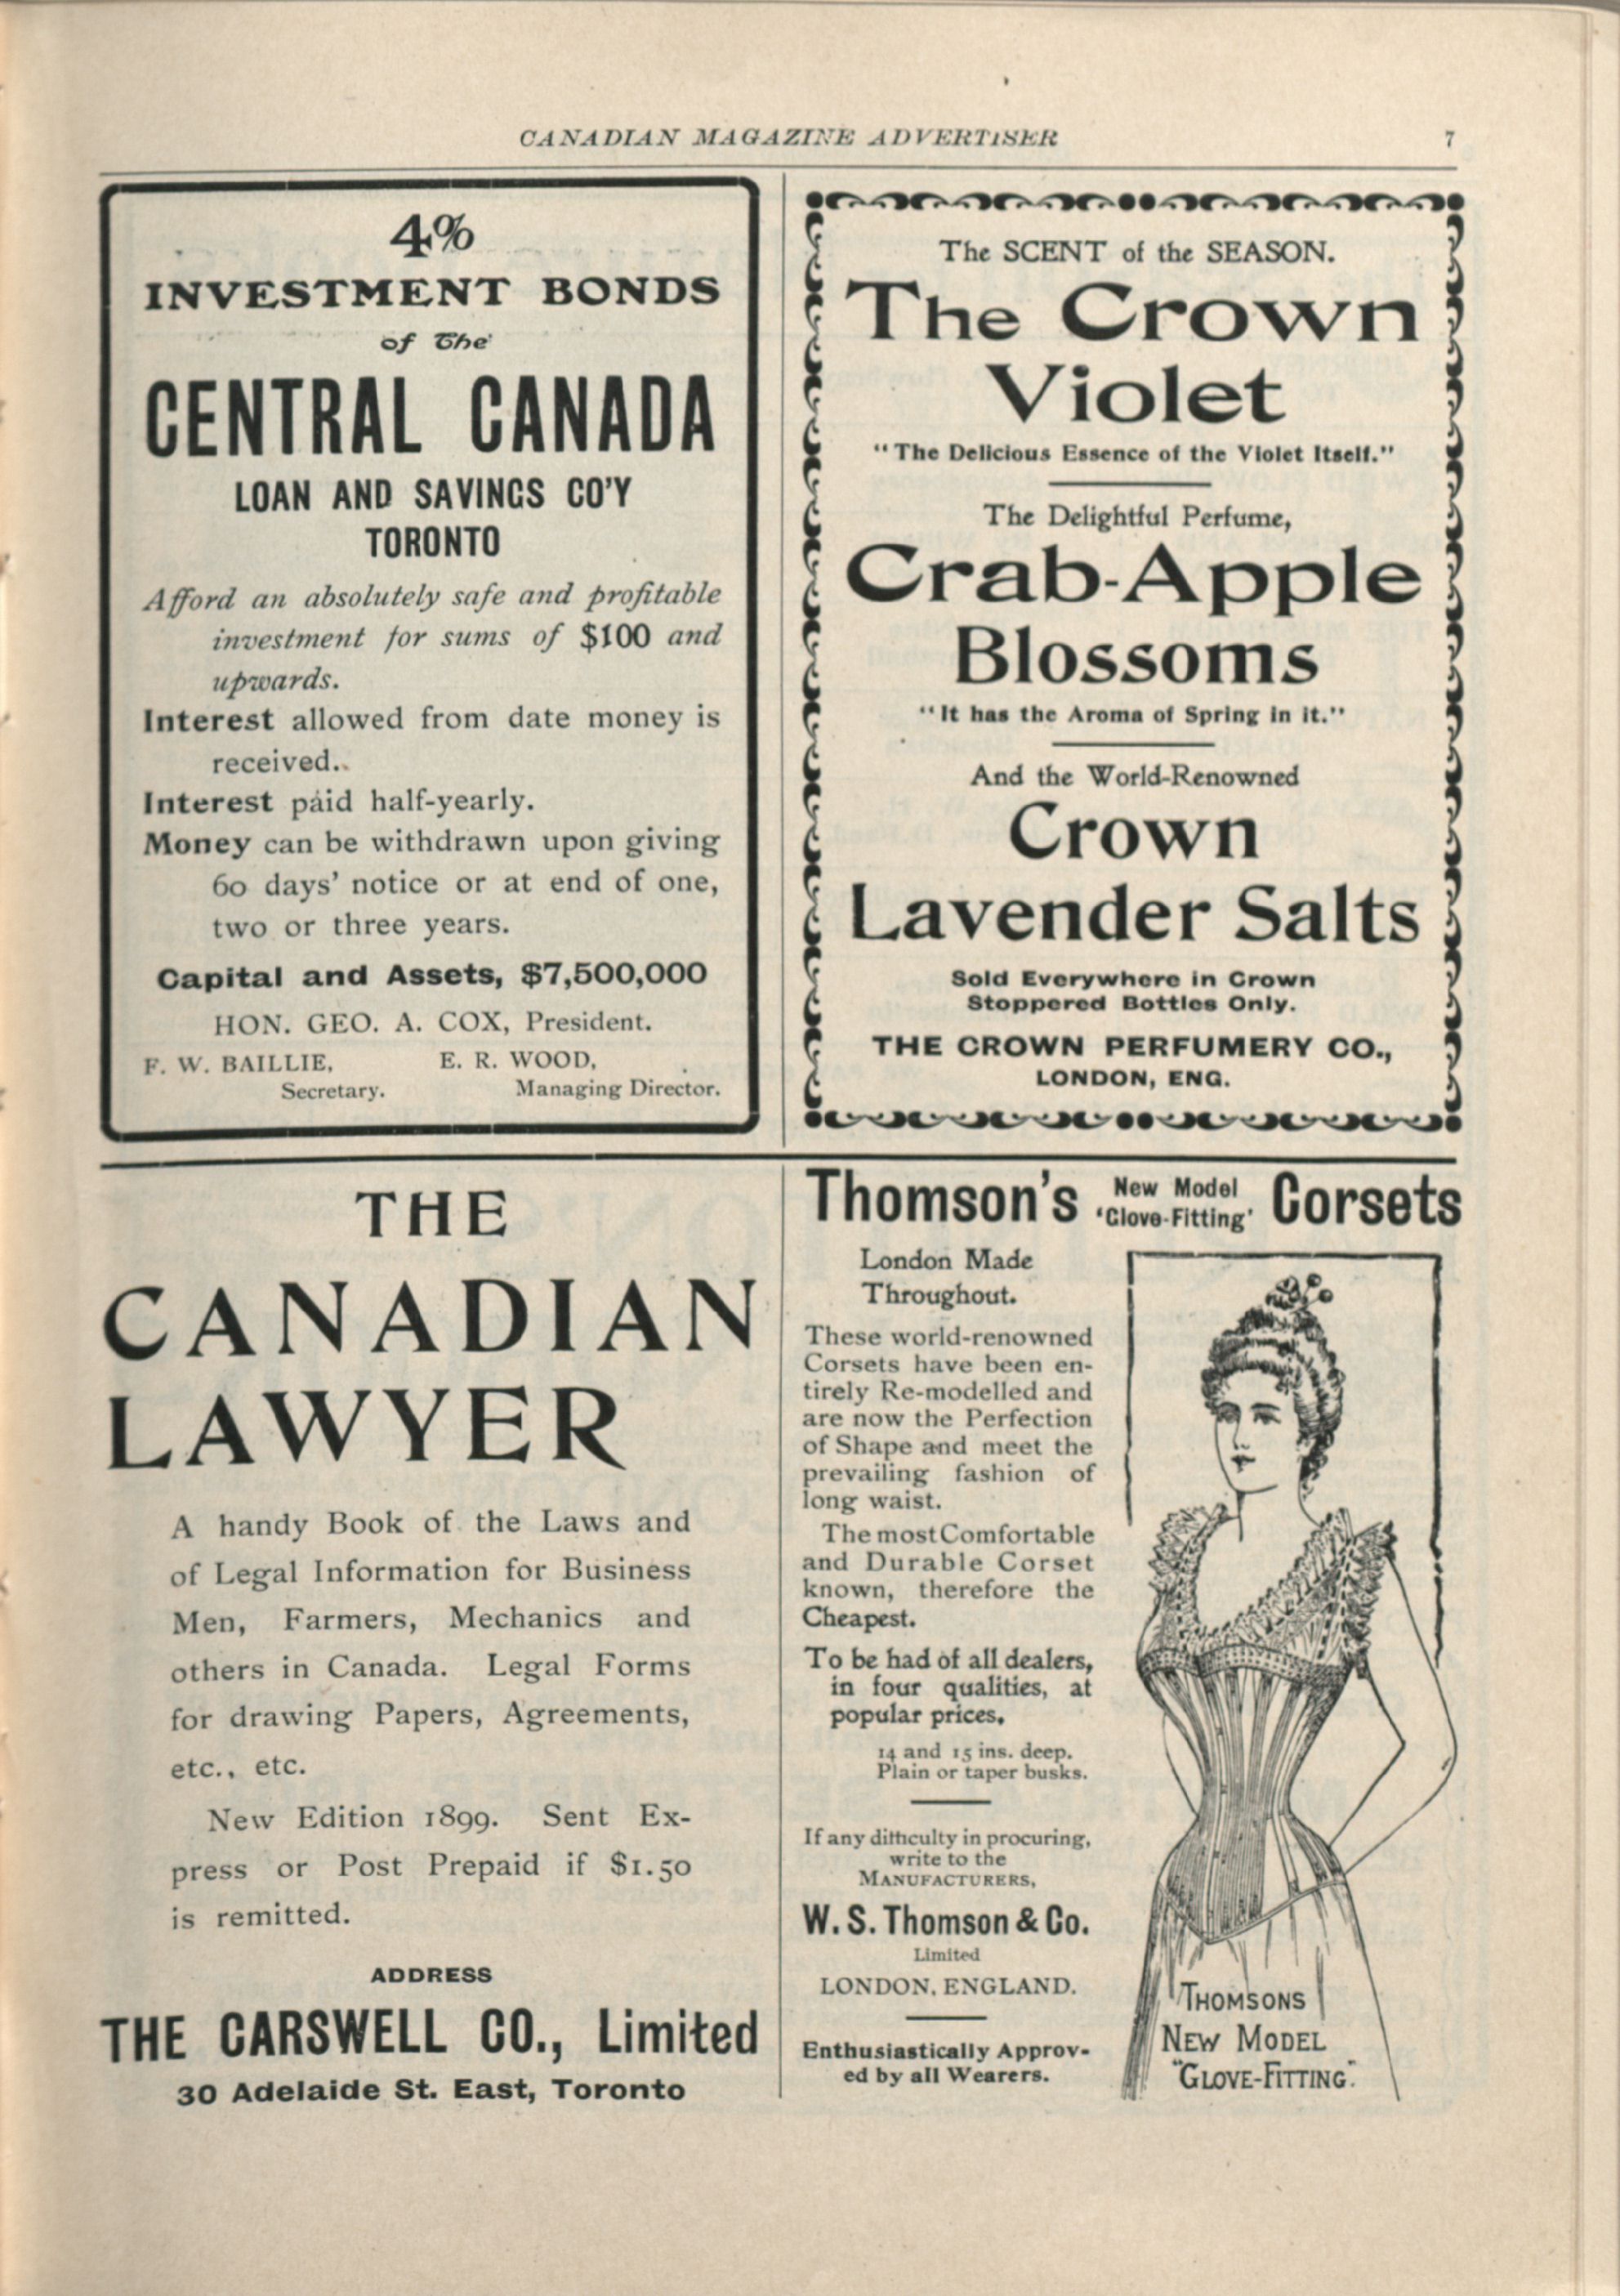 CANADIAN MAGAZINE ADVERTISER 7
4%
INVESTMENT BONDS
of The
CENTRAL CANADA
LOAN AND SAVINGS CO'Y
TORONTO
Afford an absolutely safe and profitable
investment for sums of $100 and
upwards.
Interest allowed from date money is
received.
Interest paid half-yearly.
Money can be withdrawn upon giving
60 days' notice or at end of one,
two or three years.
Capital and Assets, $7,500,000
HON. GEO. A. COX, President.
F. W. BAILLIE, E. R. WOOD,
Secretary. Managing Director.
The SCENT of the SEASON.
The Crown
Violet
"The Delicious Essence of the Violet Itself."
The Delightful Perfume,
Crab-Apple
Blossoms
"It has the Aroma of Spring in it."
And the World-Renowned
Crown
Lavender Salts
Sold Everywhere in Crown
Stoppered Bottles Only.
THE CROWN PERFUMERY CO.,
LONDON, ENG.
THE
CANADIAN
LAWYER
A handy Book of the Laws and
of Legal Information for Business
Men, Farmers, Mechanics and
others in Canada. Legal Forms
for drawing Papers, Agreements,
etc., etc.
New Edition 1899. Sent Ex-
press or Post Prepaid if $1.50
is remitted.
ADDRESS
THE CARSWELL CO., Limited
30 Adelaide St. East, Toronto
Thomson's New Model 'Glove-Fitting' Corsets
London Made
Throughout.
These world-renowned
Corsets have been en-
tirely Re-modelled and
are now the Perfection
of Shape and meet the
prevailing fashion of
long waist.
The most Comfortable
and Durable Corset
known, therefore the
Cheapest.
To be had of all dealers,
in four qualities, at
popular prices.
14 and 15 ins. deep.
Plain or taper busks.
If any difficulty in procuring,
write to the
MANUFACTURERS,
W. S. Thomson & Co.
Limited
LONDON, ENGLAND.
Enthusiastically Approv-
ed by all Wearers.
THOMSONS
NEW MODEL
"GLOVE-FITTING."